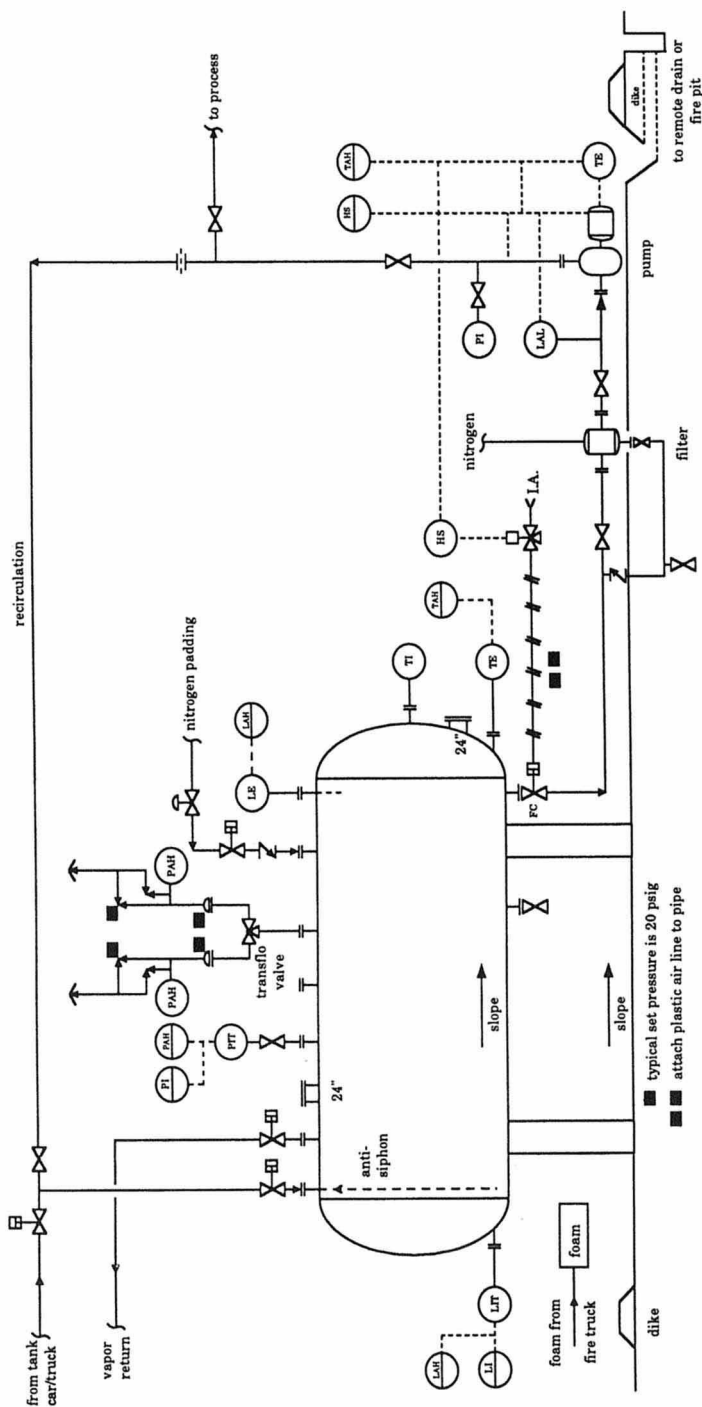 from tank
car/truck
vapor
return
recirculation
to process
nitrogen padding
LAH
LE
PAH
PAH
transflo
valve
PAH
PI
PIT
24"
anti-
siphon
LAH
LI
LIT
foam from
fire truck
foam
dike
slope
slope
TI
24"
TE
TAH
FC
HS
I.A.
nitrogen
filter
PI
LAL
HS
TAH
TE
pump
dike
to remote drain or
fire pit
typical set pressure is 20 psig
attach plastic air line to pipe